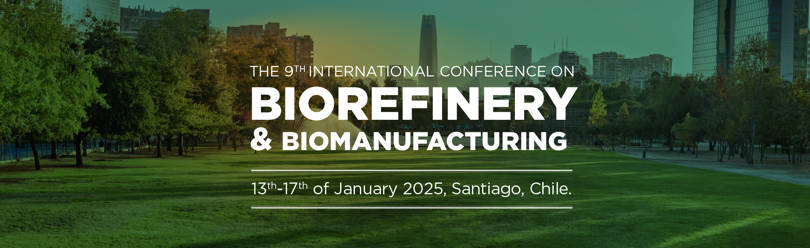 THE 9TH INTERNATIONAL CONFERENCE ON
BIOREFINERY
& BIOMANUFACTURING
13th-17th of January 2025, Santiago, Chile.